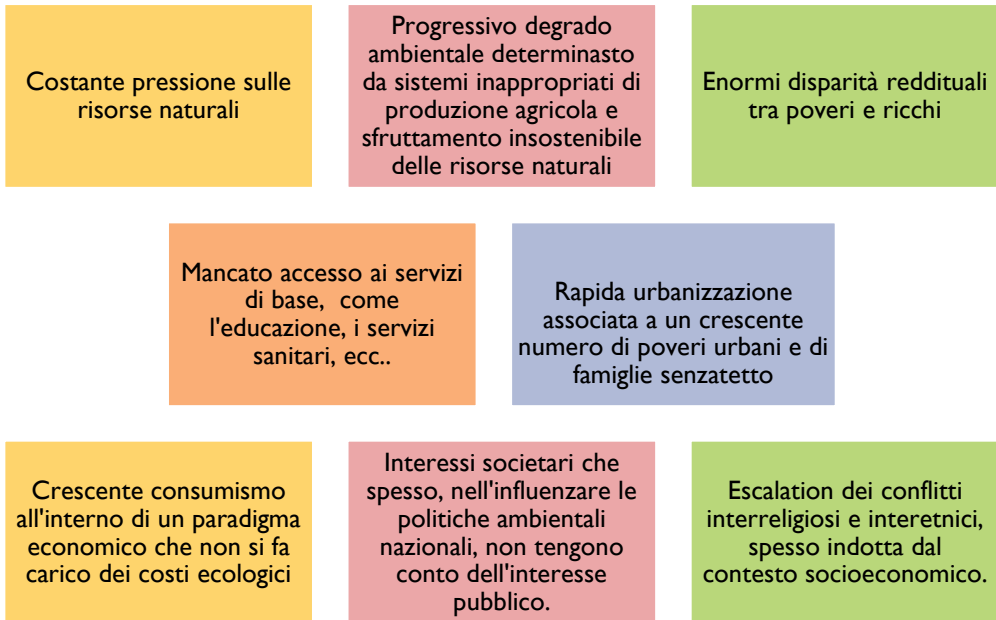 Costante pressione sulle
risorse naturali
Progressivo degrado
ambientale determinasto
da sistemi inappropriati di
produzione agricola e
sfruttamento insostenibile
delle risorse naturali
Enormi disparità reddituali
tra poveri e ricchi
Mancato accesso ai servizi
di base,  come
l'educazione, i servizi
sanitari, ecc..
Rapida urbanizzazione
associata a un crescente
numero di poveri urbani e di
famiglie senzatetto
Crescente consumismo
all'interno di un paradigma
economico che non si fa
carico dei costi ecologici
Interessi societari che
spesso, nell'influenzare le
politiche ambientali
nazionali, non tengono
conto dell'interesse
pubblico.
Escalation dei conflitti
interreligiosi e interetnici,
spesso indotta dal
contesto socioeconomico.